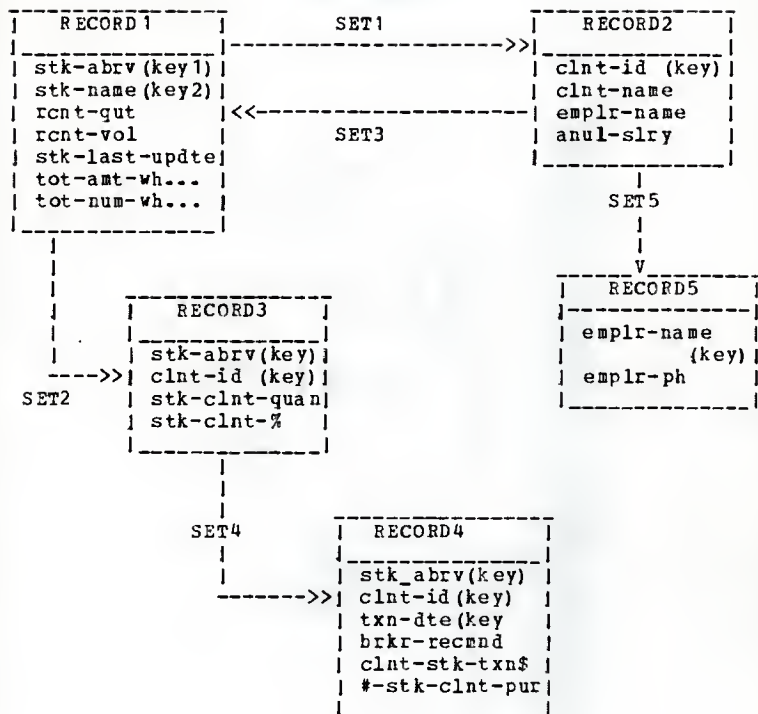 RECORD1
SET1
RECORD2
stk-abrv(key1)
stk-name(key2)
rcnt-qut
rcnt-vol
stk-last-updte
tot-amt-wh...
tot-num-wh...
clnt-id (key)
clnt-name
emplr-name
anul-slry
SET3
SET5
RECORD5
emplr-name
(key)
emplr-ph
RECORD3
stk-abrv(key)
clnt-id (key)
stk-clnt-quan
stk-clnt-%
SET2
SET4
RECORD4
stk_abrv(key)
clnt-id(key)
txn-dte(key
brkr-recmnd
clnt-stk-txn$
#-stk-clnt-pur